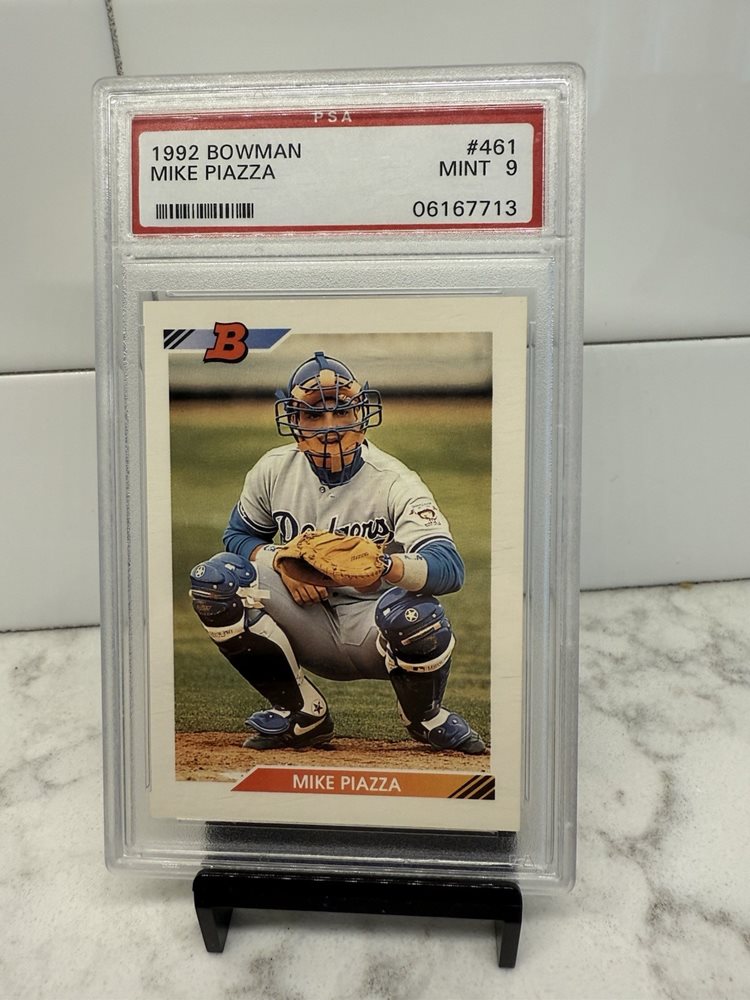 PSA
1992 BOWMAN #461
MIKE PIAZZA MINT 9
06167713
B
Dodgers
MIKE PIAZZA